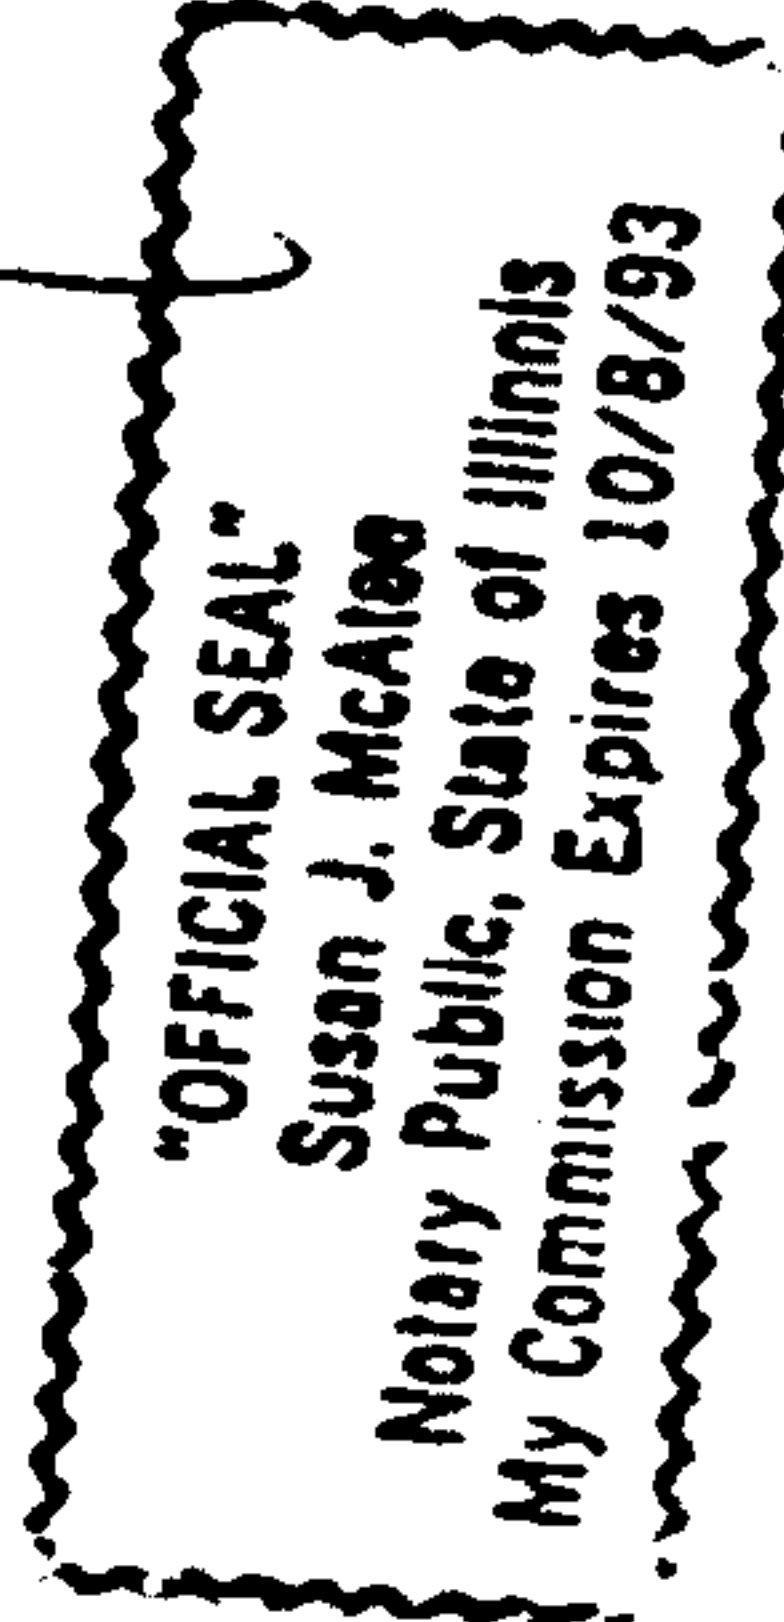 "OFFICIAL SEAL"
Susan J. McAlee
Notary Public, State of Illinois
My Commission Expires 10/8/93